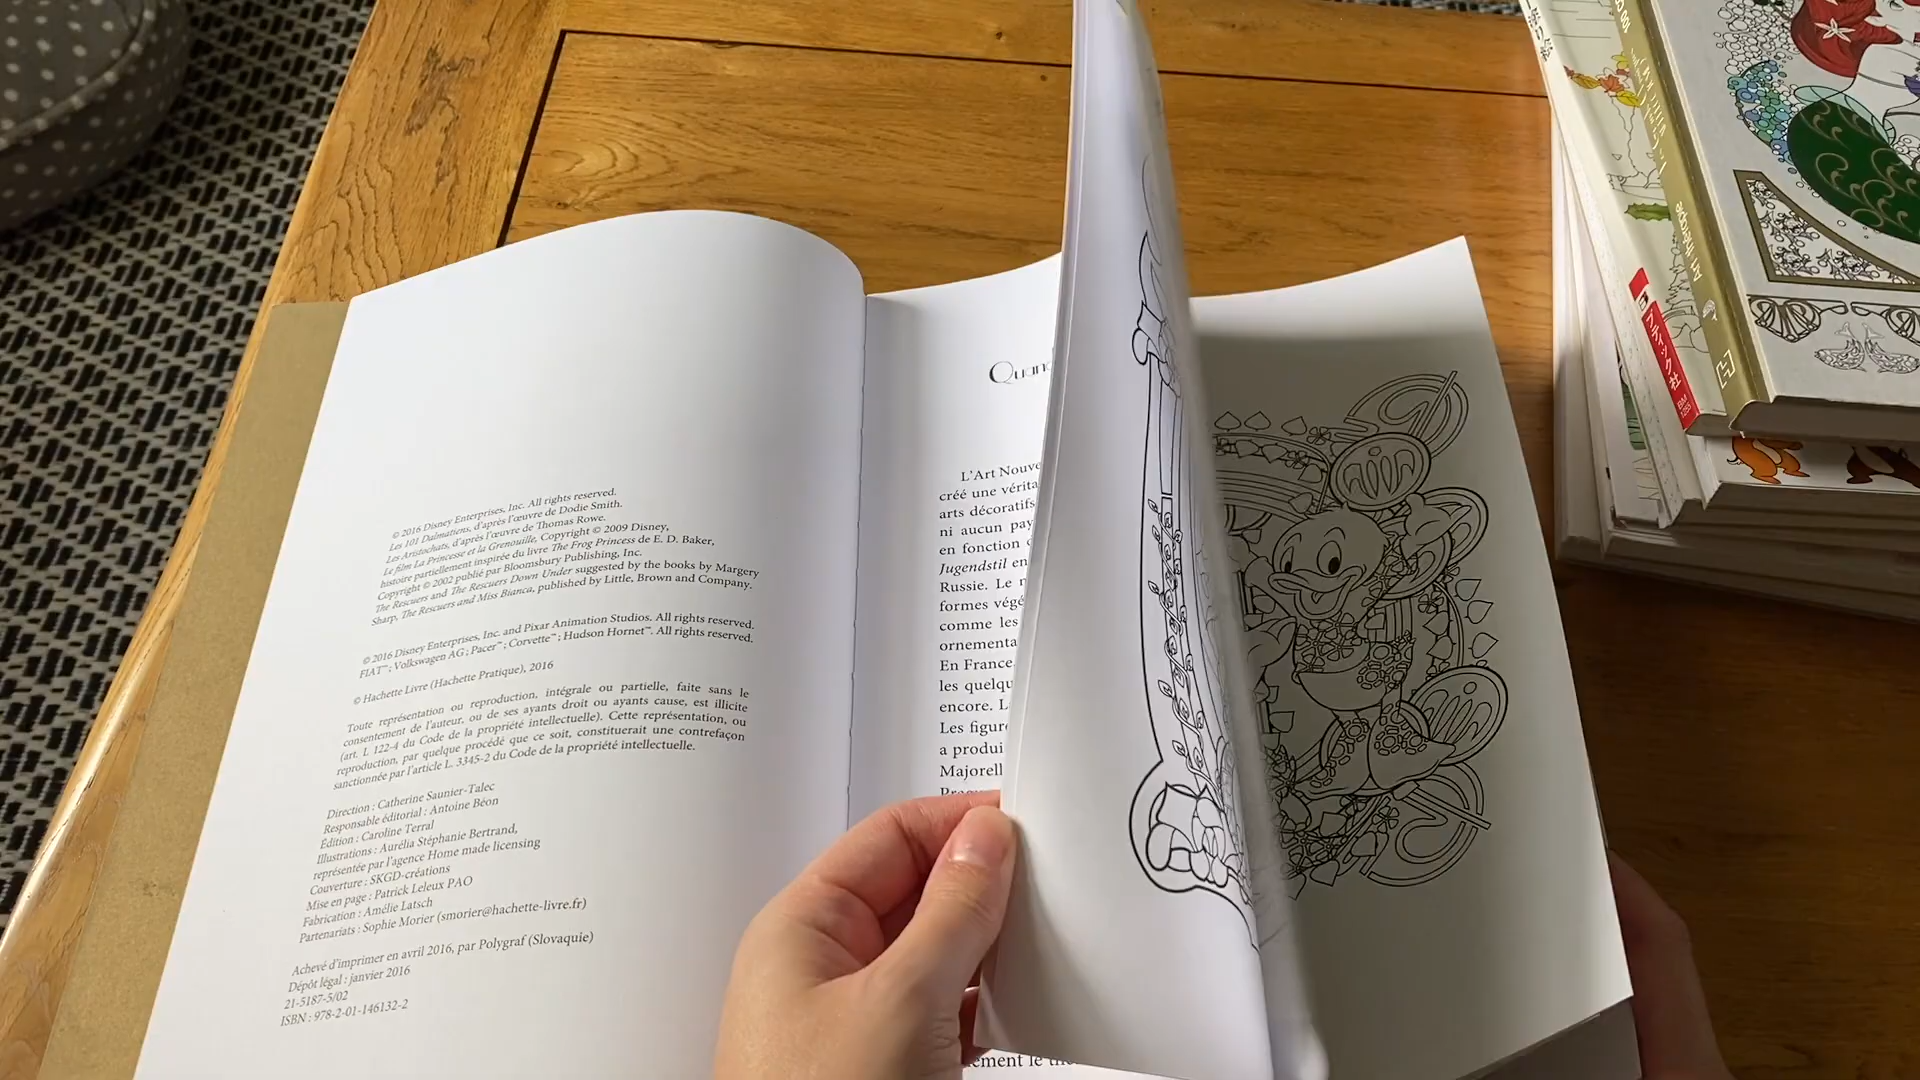 © 2016 Disney Enterprises, Inc. All rights reserved.
Les 101 Dalmatiens, d'après l'œuvre de Dodie Smith.
Les Aristochats, d'après l'œuvre de Thomas Rowe.
Le film La Princesse et la Grenouille, Copyright © 2009 Disney,
histoire partiellement inspirée du livre The Frog Princess de E. D. Baker,
Copyright © 2002 publié par Bloomsbury Publishing, Inc.
The Rescuers and The Rescuers Down Under suggested by the books by Margery
Sharp, The Rescuers and Miss Bianca, published by Little, Brown and Company.
© 2016 Disney Enterprises, Inc. and Pixar Animation Studios. All rights reserved.
FIAT™; Volkswagen AG; Pacer™; Corvette™; Hudson Hornet™. All rights reserved.
© Hachette Livre (Hachette Pratique), 2016
Toute représentation ou reproduction, intégrale ou partielle, faite sans le
consentement de l'auteur, ou de ses ayants droit ou ayants cause, est illicite
(art. L 122-4 du Code de la propriété intellectuelle). Cette représentation, ou
reproduction, par quelque procédé que ce soit, constituerait une contrefaçon
sanctionnée par l'article L. 3345-2 du Code de la propriété intellectuelle.
Direction : Catherine Saunier-Talec
Responsable éditorial : Antoine Béon
Édition : Caroline Terral
Illustrations : Aurélia Stéphanie Bertrand,
représentée par l'agence Home made licensing
Couverture : SKGD-créations
Mise en page : Patrick Leleux PAO
Fabrication : Amélie Latsch
Partenariats : Sophie Morier (smorier@hachette-livre.fr)
Achevé d'imprimer en avril 2016, par Polygraf (Slovaquie)
Dépôt légal : janvier 2016
21-5187-5/02
ISBN : 978-2-01-146132-2
Quan
L'Art Nouve
créé une vérita
arts décoratifs
ni aucun pay
en fonction
Jugendstil en
Russie. Le
formes végé
comme les
ornementa
En France
les quelqu
encore. L
Les figur
a produi
Majorell
ement le
ブティック社